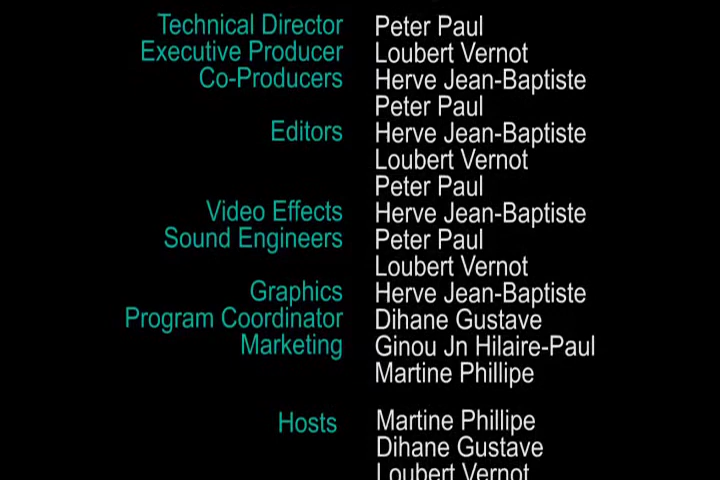 Technical Director Peter Paul
Executive Producer Loubert Vernot
Co-Producers Herve Jean-Baptiste
Peter Paul
Editors Herve Jean-Baptiste
Loubert Vernot
Peter Paul
Video Effects Herve Jean-Baptiste
Sound Engineers Peter Paul
Loubert Vernot
Graphics Herve Jean-Baptiste
Program Coordinator Dihane Gustave
Marketing Ginou Jn Hilaire-Paul
Martine Phillipe
Hosts Martine Phillipe
Dihane Gustave
Loubert Vernot